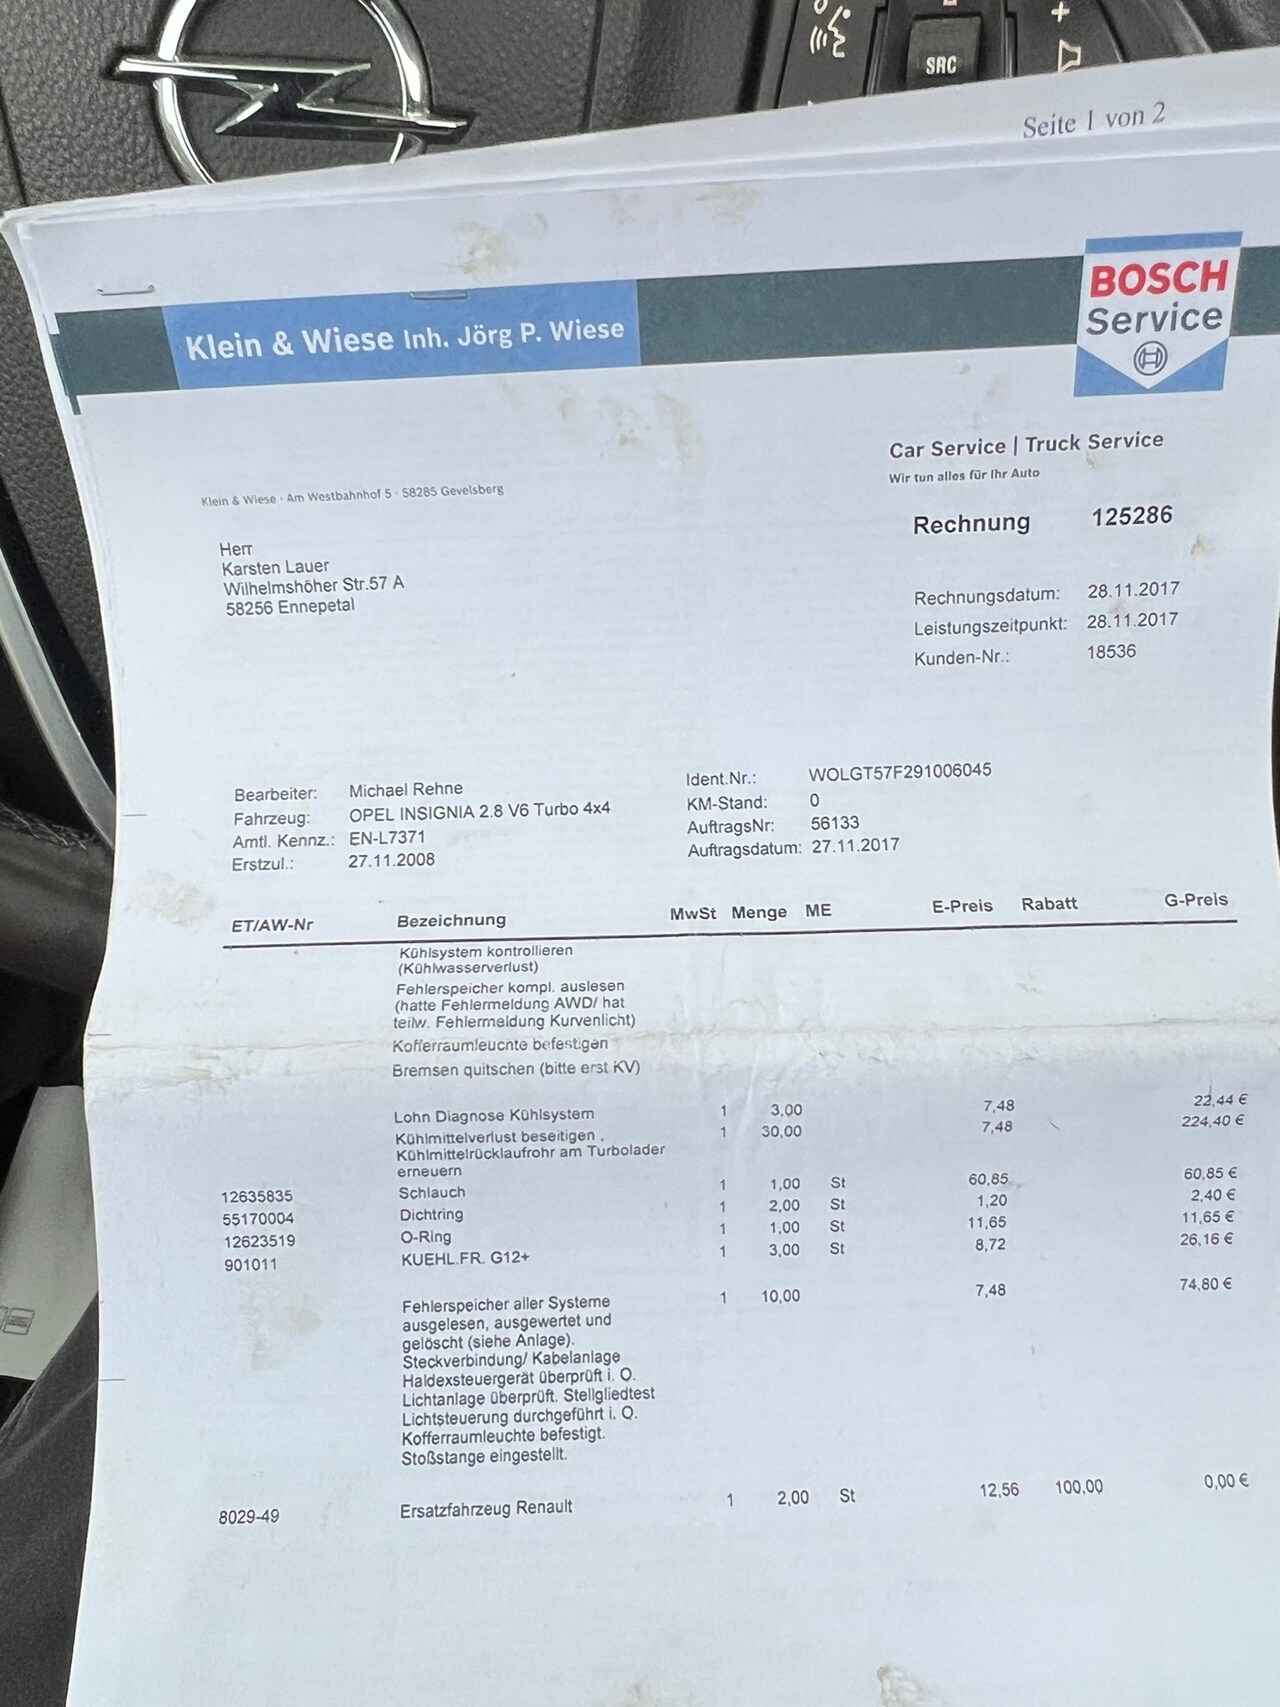 SRC
+
Seite 1 von 2
Klein & Wiese Inh. Jörg P. Wiese
BOSCH
Service
Car Service | Truck Service
Wir tun alles für Ihr Auto
Klein & Wiese · Am Westbahnhof 5 · 58285 Gevelsberg
Rechnung 125286
Herr
Karsten Lauer
Wilhelmshöher Str.57 A
58256 Ennepetal
Rechnungsdatum: 28.11.2017
Leistungszeitpunkt: 28.11.2017
Kunden-Nr.: 18536
Bearbeiter: Michael Rehne
Fahrzeug: OPEL INSIGNIA 2.8 V6 Turbo 4x4
Amtl. Kennz.: EN-L7371
Erstzul.: 27.11.2008
Ident.Nr.: WOLGT57F291006045
KM-Stand: 0
AuftragsNr: 56133
Auftragsdatum: 27.11.2017
ET/AW-Nr Bezeichnung MwSt Menge ME E-Preis Rabatt G-Preis
Kühlsystem kontrollieren
(Kühlwasserverlust)
Fehlerspeicher kompl. auslesen
(hatte Fehlermeldung AWD/ hat
teilw. Fehlermeldung Kurvenlicht)
Kofferraumleuchte befestigen
Bremsen quitschen (bitte erst KV)
Lohn Diagnose Kühlsystem 1 3,00 7,48 22,44 €
Kühlmittelverlust beseitigen , 1 30,00 7,48 224,40 €
Kühlmittelrücklaufrohr am Turbolader
erneuern
12635835 Schlauch 1 1,00 St 60,85 60,85 €
55170004 Dichtring 1 2,00 St 1,20 2,40 €
12623519 O-Ring 1 1,00 St 11,65 11,65 €
901011 KUEHL.FR. G12+ 1 3,00 St 8,72 26,16 €
Fehlerspeicher aller Systeme 1 10,00 7,48 74,80 €
ausgelesen, ausgewertet und
gelöscht (siehe Anlage).
Steckverbindung/ Kabelanlage
Haldexsteuergerät überprüft i. O.
Lichtanlage überprüft. Stellgliedtest
Lichtsteuerung durchgeführt i. O.
Kofferraumleuchte befestigt.
Stoßstange eingestellt.
8029-49 Ersatzfahrzeug Renault 1 2,00 St 12,56 100,00 0,00 €